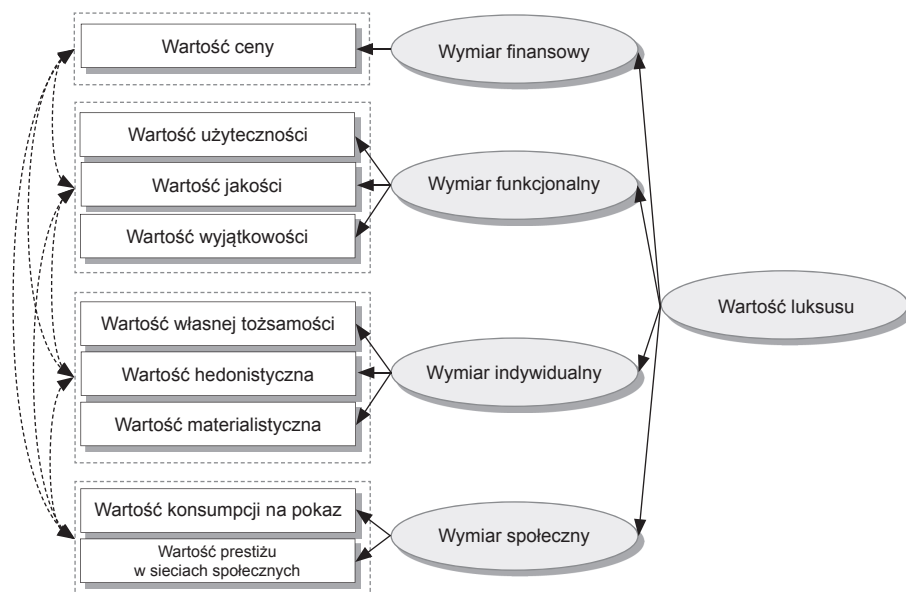 Wartość ceny
Wymiar finansowy
Wartość użyteczności
Wartość jakości
Wartość wyjątkowości
Wymiar funkcjonalny
Wartość luksusu
Wartość własnej tożsamości
Wartość hedonistyczna
Wartość materialistyczna
Wymiar indywidualny
Wartość konsumpcji na pokaz
Wartość prestiżu
w sieciach społecznych
Wymiar społeczny